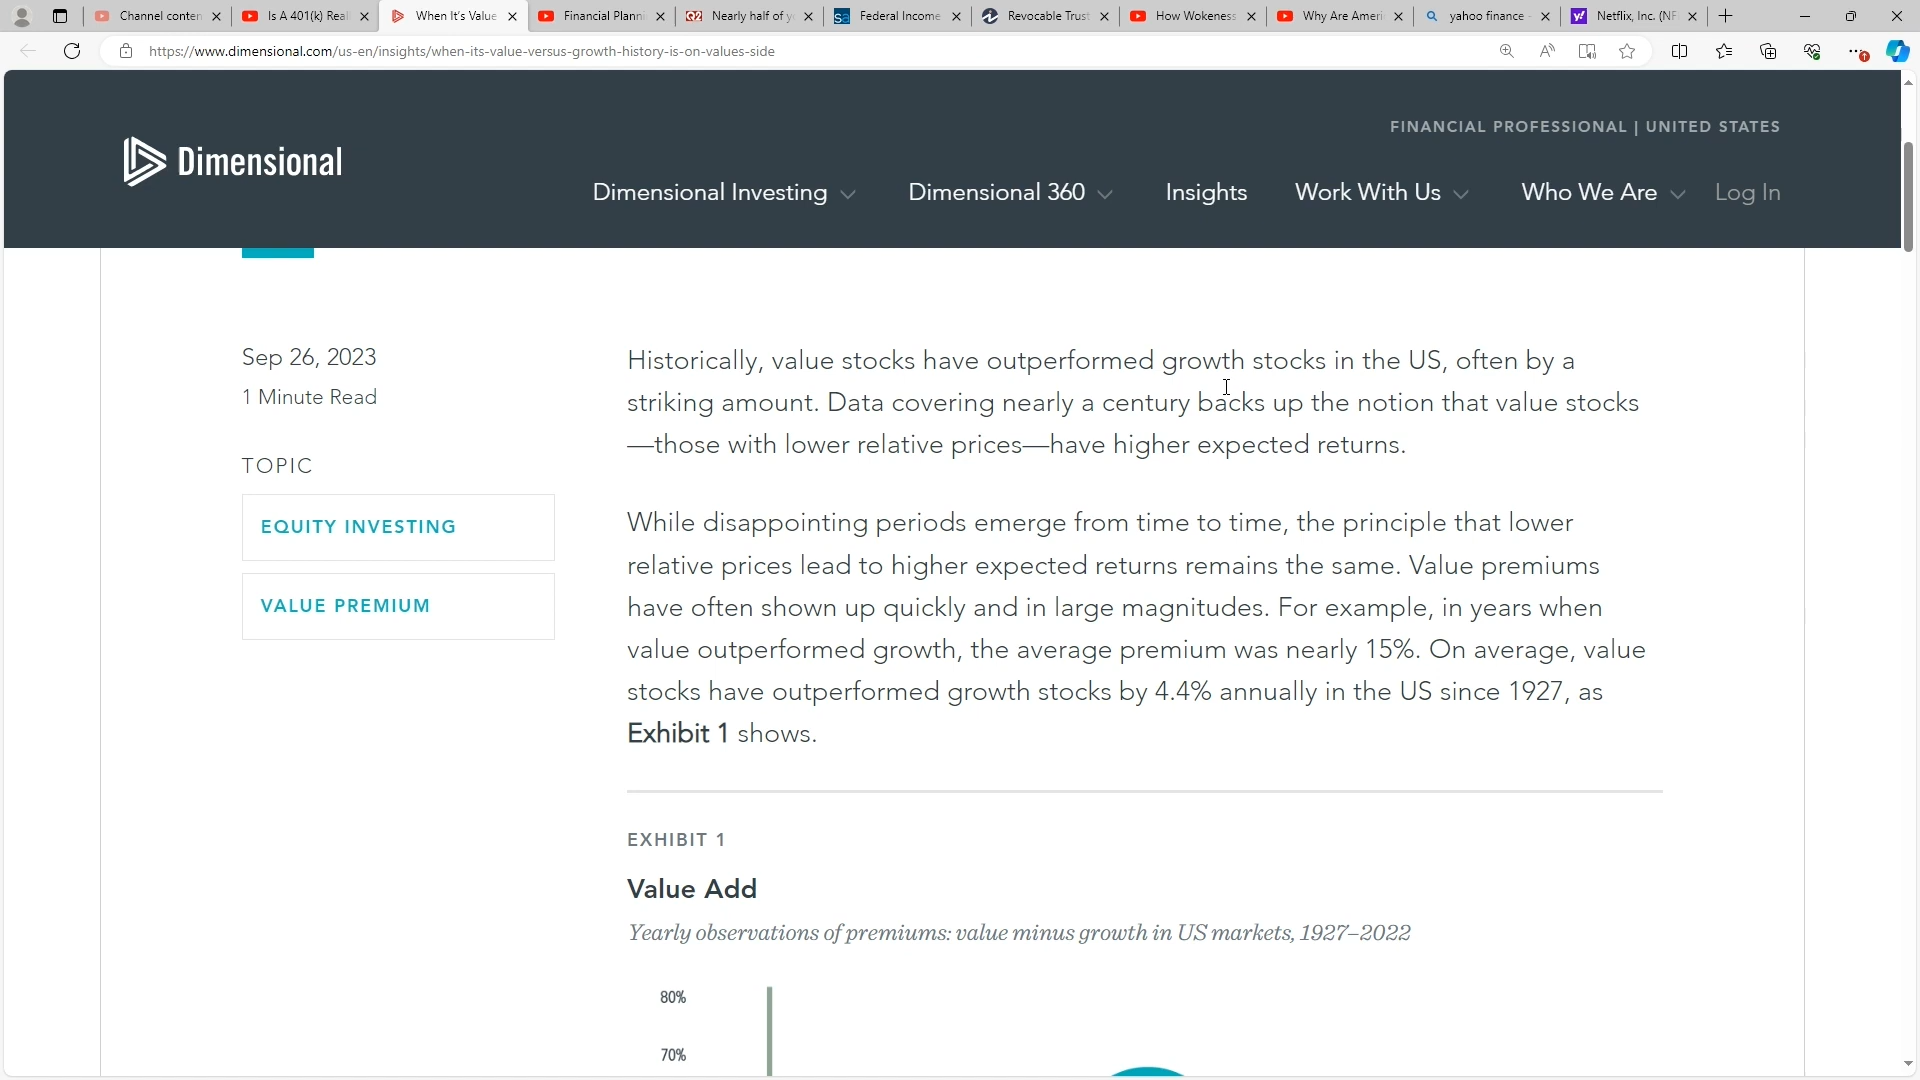 Channel conten
Is A 401(k) Real
When It's Value
Financial Planni
Nearly half of y
Federal Income
Revocable Trust
How Wokeness
Why Are Ameri
yahoo finance -
Netflix, Inc. (NF
https://www.dimensional.com/us-en/insights/when-its-value-versus-growth-history-is-on-values-side
FINANCIAL PROFESSIONAL | UNITED STATES
Dimensional
Dimensional Investing
Dimensional 360
Insights
Work With Us
Who We Are
Log In
Sep 26, 2023
1 Minute Read
TOPIC
EQUITY INVESTING
VALUE PREMIUM
Historically, value stocks have outperformed growth stocks in the US, often by a
striking amount. Data covering nearly a century backs up the notion that value stocks
—those with lower relative prices—have higher expected returns.
While disappointing periods emerge from time to time, the principle that lower
relative prices lead to higher expected returns remains the same. Value premiums
have often shown up quickly and in large magnitudes. For example, in years when
value outperformed growth, the average premium was nearly 15%. On average, value
stocks have outperformed growth stocks by 4.4% annually in the US since 1927, as
Exhibit 1 shows.
EXHIBIT 1
Value Add
Yearly observations of premiums: value minus growth in US markets, 1927–2022
80%
70%